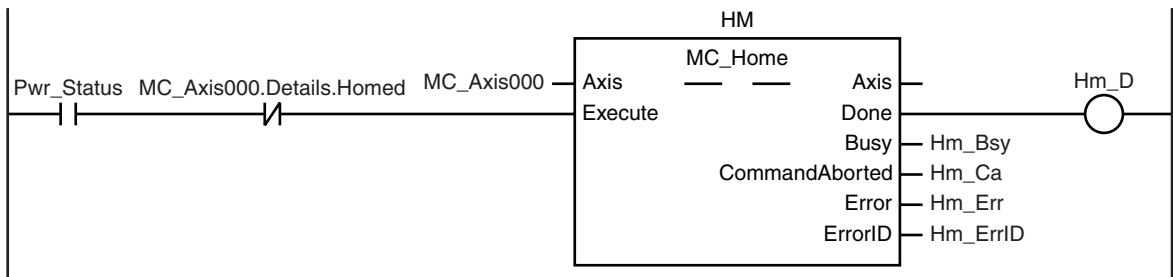 HM
MC_Home
Pwr_Status MC_Axis000.Details.Homed MC_Axis000 Axis Axis Hm_D
Execute Done
Busy Hm_Bsy
CommandAborted Hm_Ca
Error Hm_Err
ErrorID Hm_ErrID